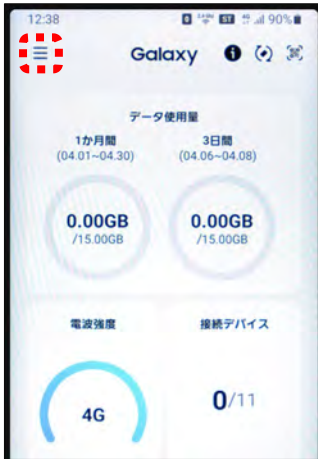 12:38
90%
Galaxy
データ使用量
1か月間
3日間
(04.01~04.30)
(04.06~04.08)
0.00GB
0.00GB
/15.00GB
/15.00GB
電波強度
接続デバイス
4G
0/11